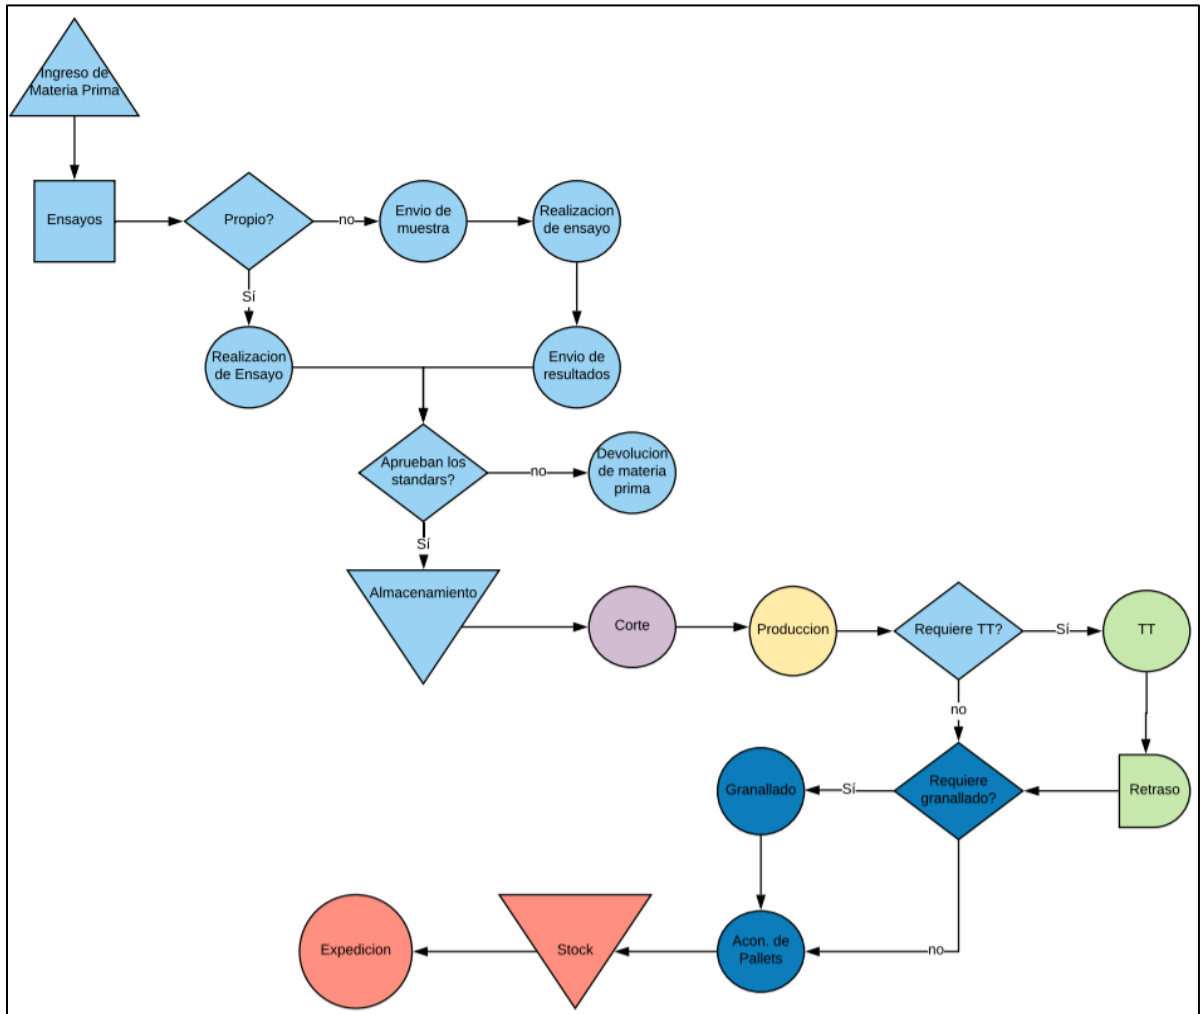 Ingreso de
Materia Prima
Ensayos
Propio?
no
Envio de
muestra
Realizacion
de ensayo
Sí
Realizacion
de Ensayo
Envio de
resultados
Aprueban los
standars?
no
Devolucion
de materia
prima
Sí
Almacenamiento
Corte
Produccion
Requiere TT?
Sí
TT
no
Granallado
Sí
Requiere
granallado?
Retraso
Expedicion
Stock
Acon. de
Pallets
no